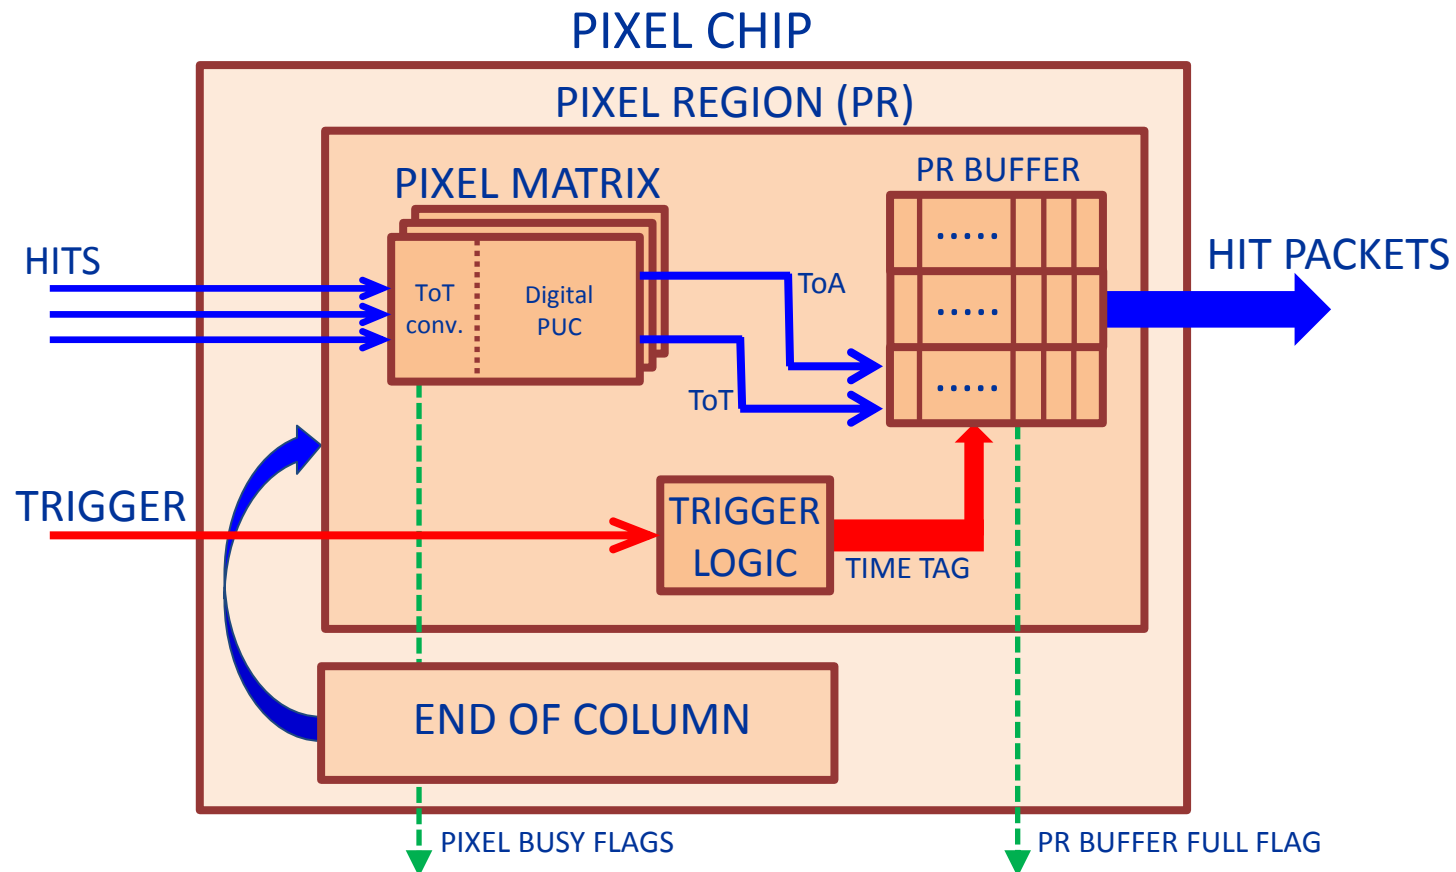 PIXEL CHIP
PIXEL REGION (PR)
PIXEL MATRIX
PR BUFFER
.....
HITS
ToT
conv.
Digital
PUC
ToA
.....
HIT PACKETS
ToT
.....
TRIGGER
TRIGGER
LOGIC
TIME TAG
END OF COLUMN
PIXEL BUSY FLAGS
PR BUFFER FULL FLAG